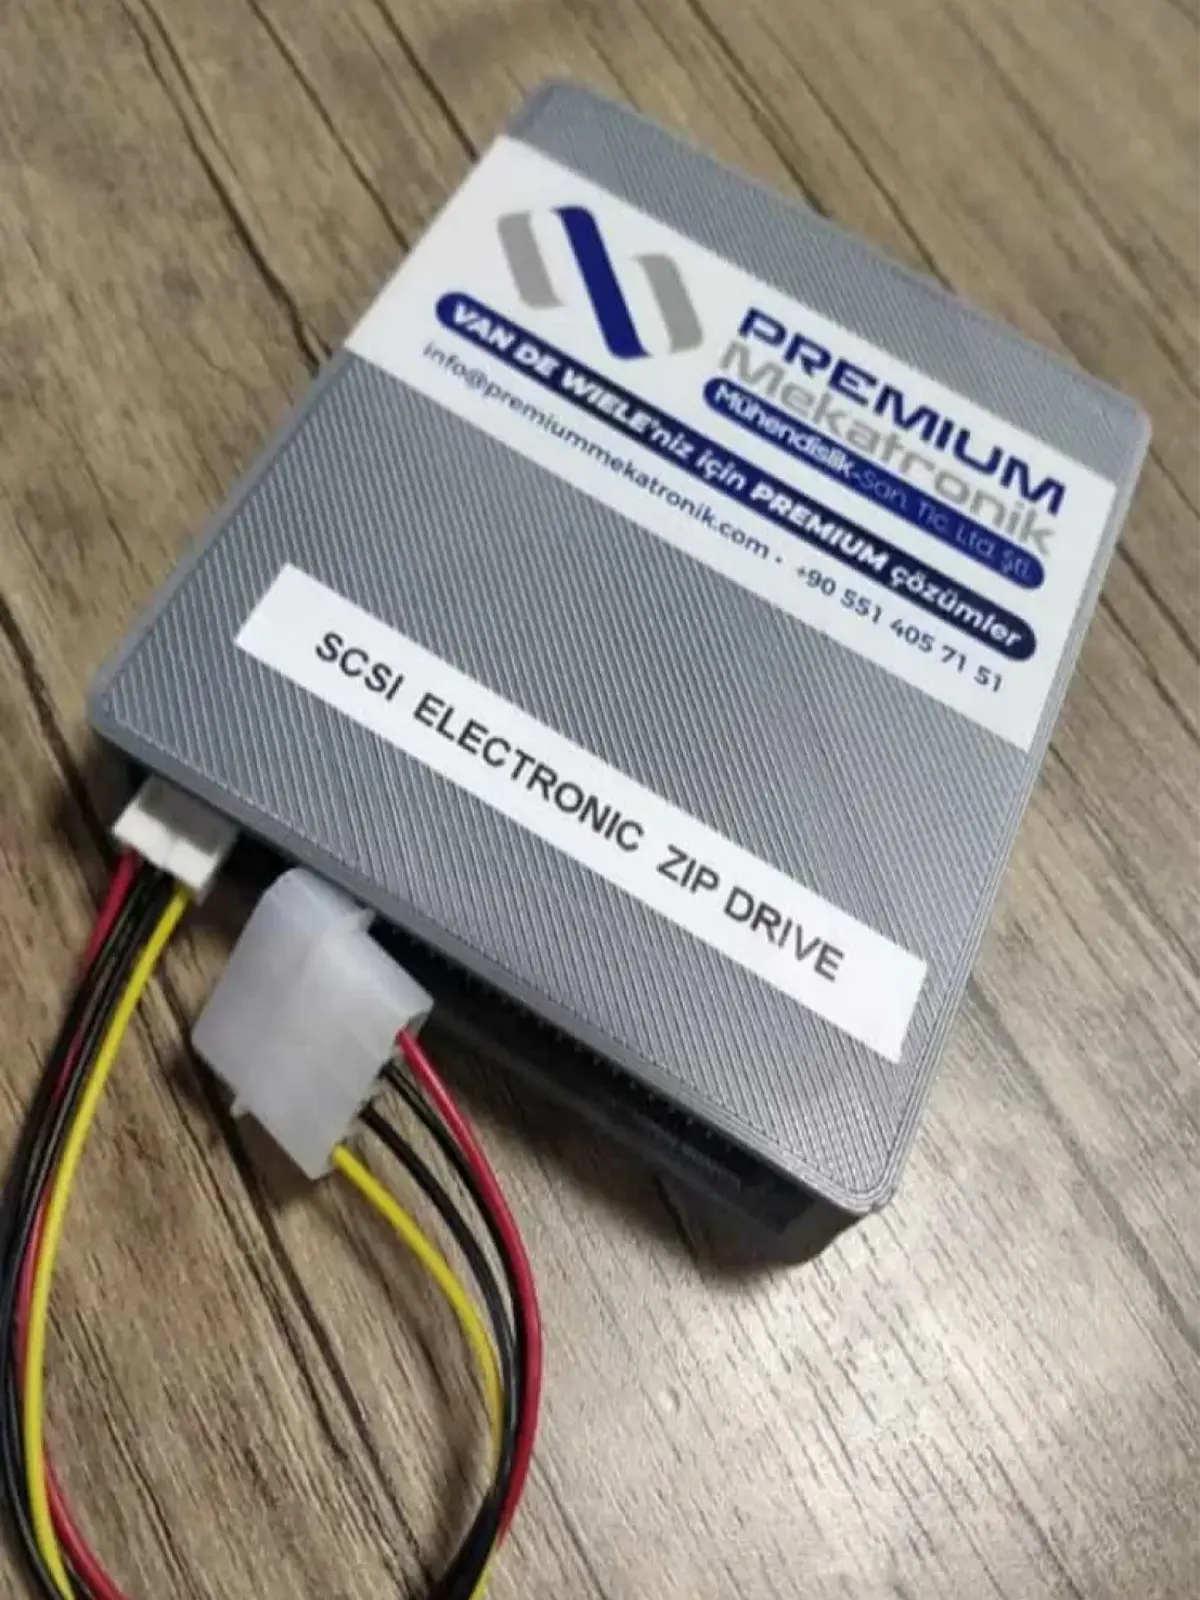 PREMIUM
Mekatronik
Mühendislik-San. Tic. Ltd. Şti.
VAN DE WIELE'niz için PREMIUM çözümler
info@premiummekatronik.com • +90 551 405 71 51
SCSI ELECTRONIC ZIP DRIVE